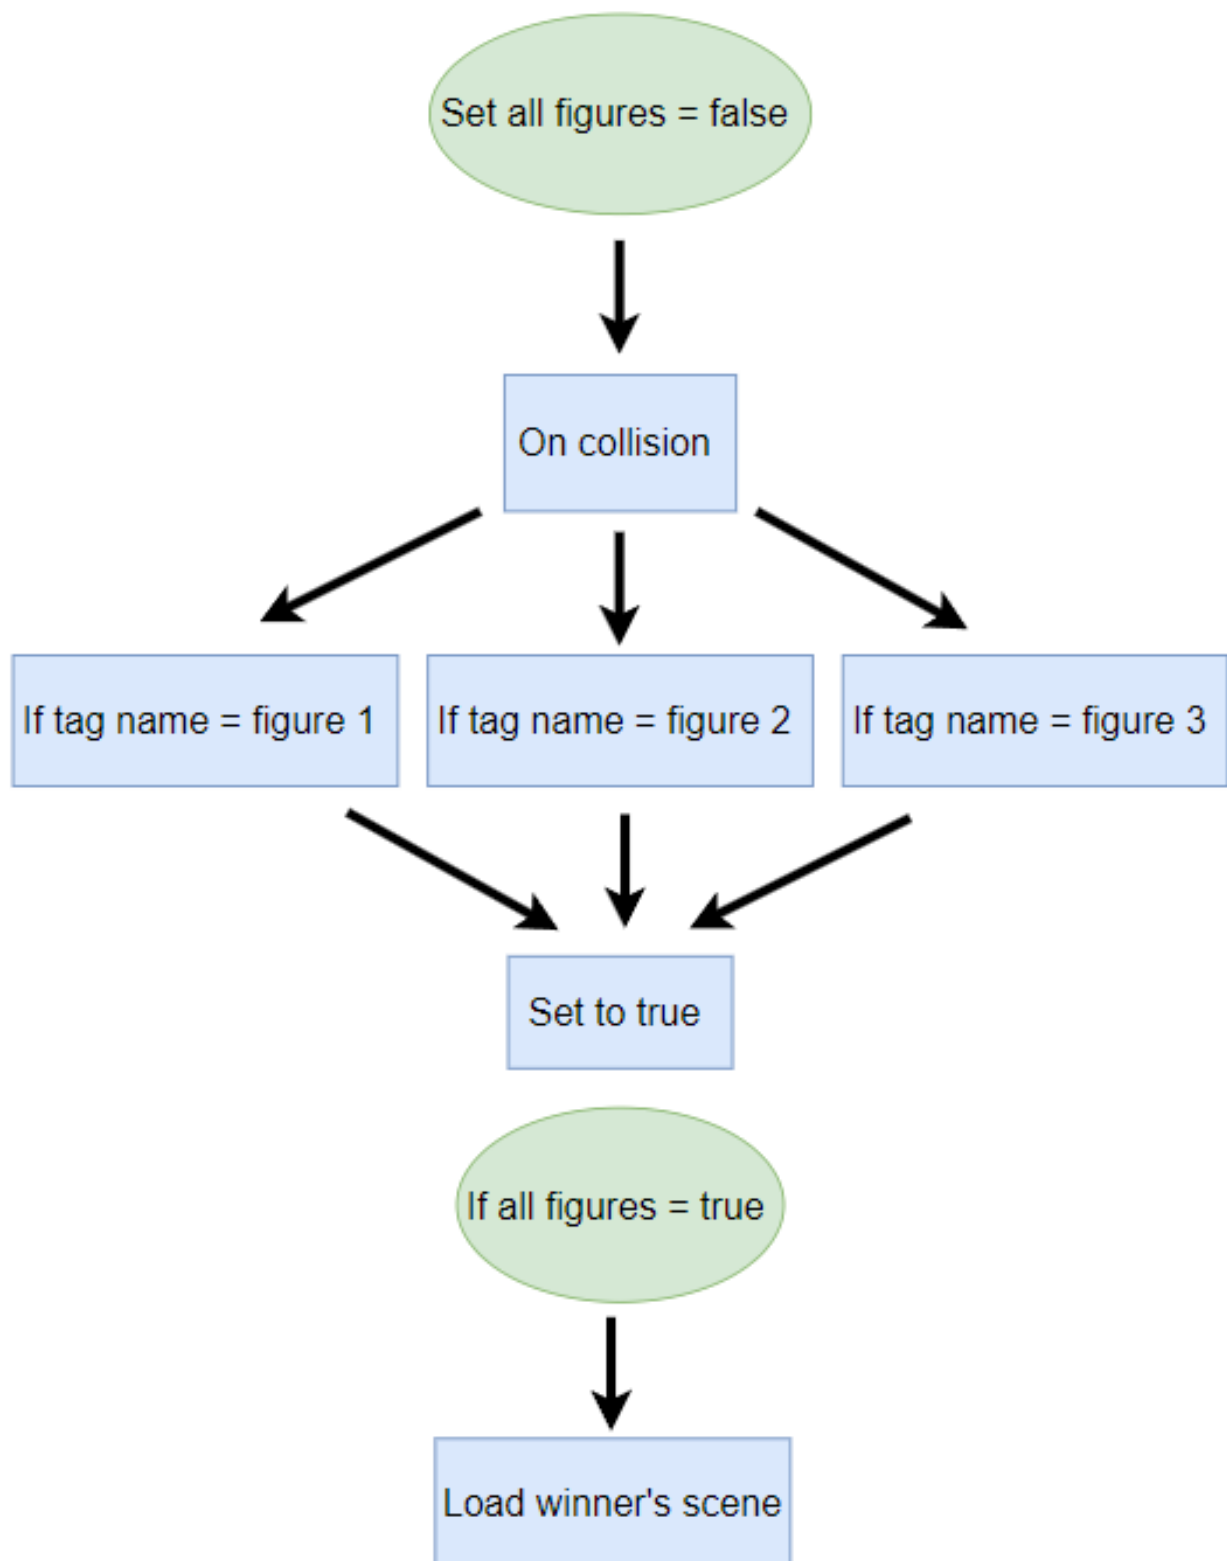 Set all figures = false
On collision
If tag name = figure 1
If tag name = figure 2
If tag name = figure 3
Set to true
If all figures = true
Load winner's scene